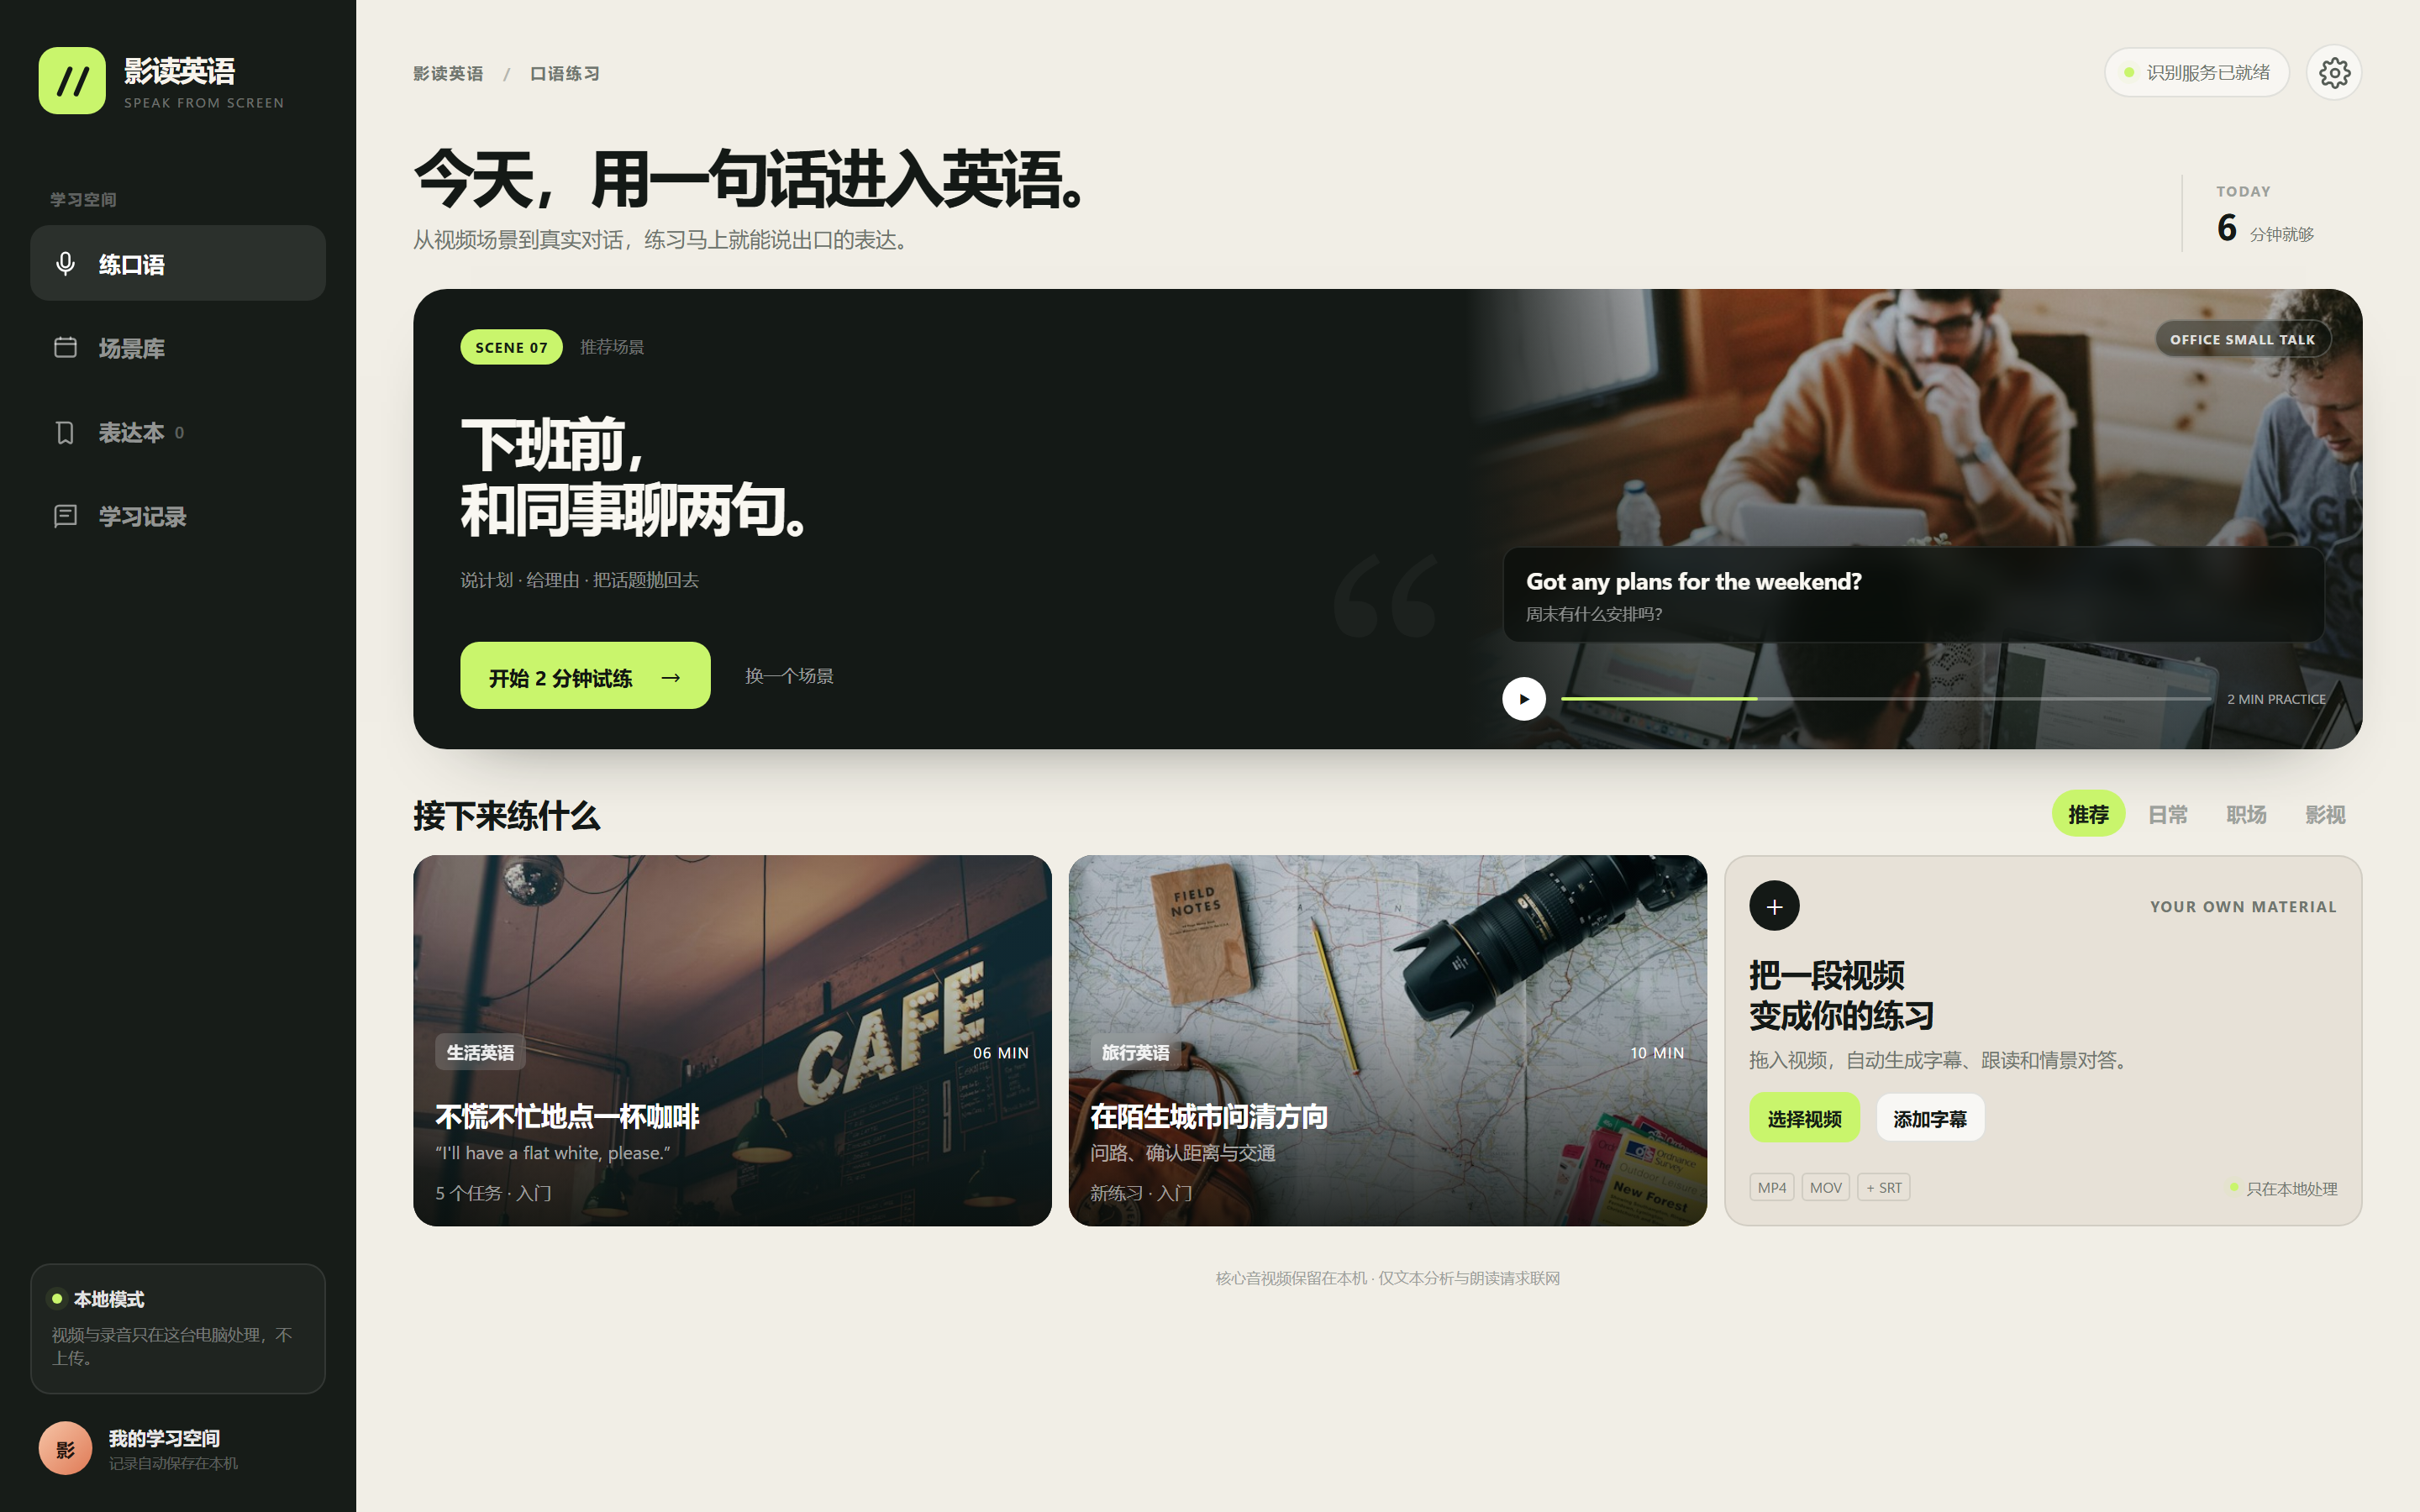 影读英语
SPEAK FROM SCREEN
学习空间
练口语
场景库
表达本 0
学习记录
本地模式
视频与录音只在这台电脑处理，不
上传。
影
我的学习空间
记录自动保存在本机
影读英语 / 口语练习
识别服务已就绪
今天，用一句话进入英语。
从视频场景到真实对话，练习马上就能说出口的表达。
TODAY
6 分钟就够
SCENE 07 推荐场景
OFFICE SMALL TALK
下班前，
和同事聊两句。
说计划 · 给理由 · 把话题抛回去
“
Got any plans for the weekend?
周末有什么安排吗?
开始 2 分钟试练 →
换一个场景
2 MIN PRACTICE
接下来练什么
推荐 日常 职场 影视
CAFE
生活英语
06 MIN
不慌不忙地点一杯咖啡
“I'll have a flat white, please.”
5 个任务 · 入门
FIELD
NOTES
旅行英语
10 MIN
在陌生城市问清方向
问路、确认距离与交通
新练习 · 入门
Ordnance
Survey
Outdoor Leisure
New Forest
+
YOUR OWN MATERIAL
把一段视频
变成你的练习
拖入视频，自动生成字幕、跟读和情景对答。
选择视频 添加字幕
MP4 MOV + SRT
只在本地处理
核心音视频保留在本机 · 仅文本分析与朗读请求联网